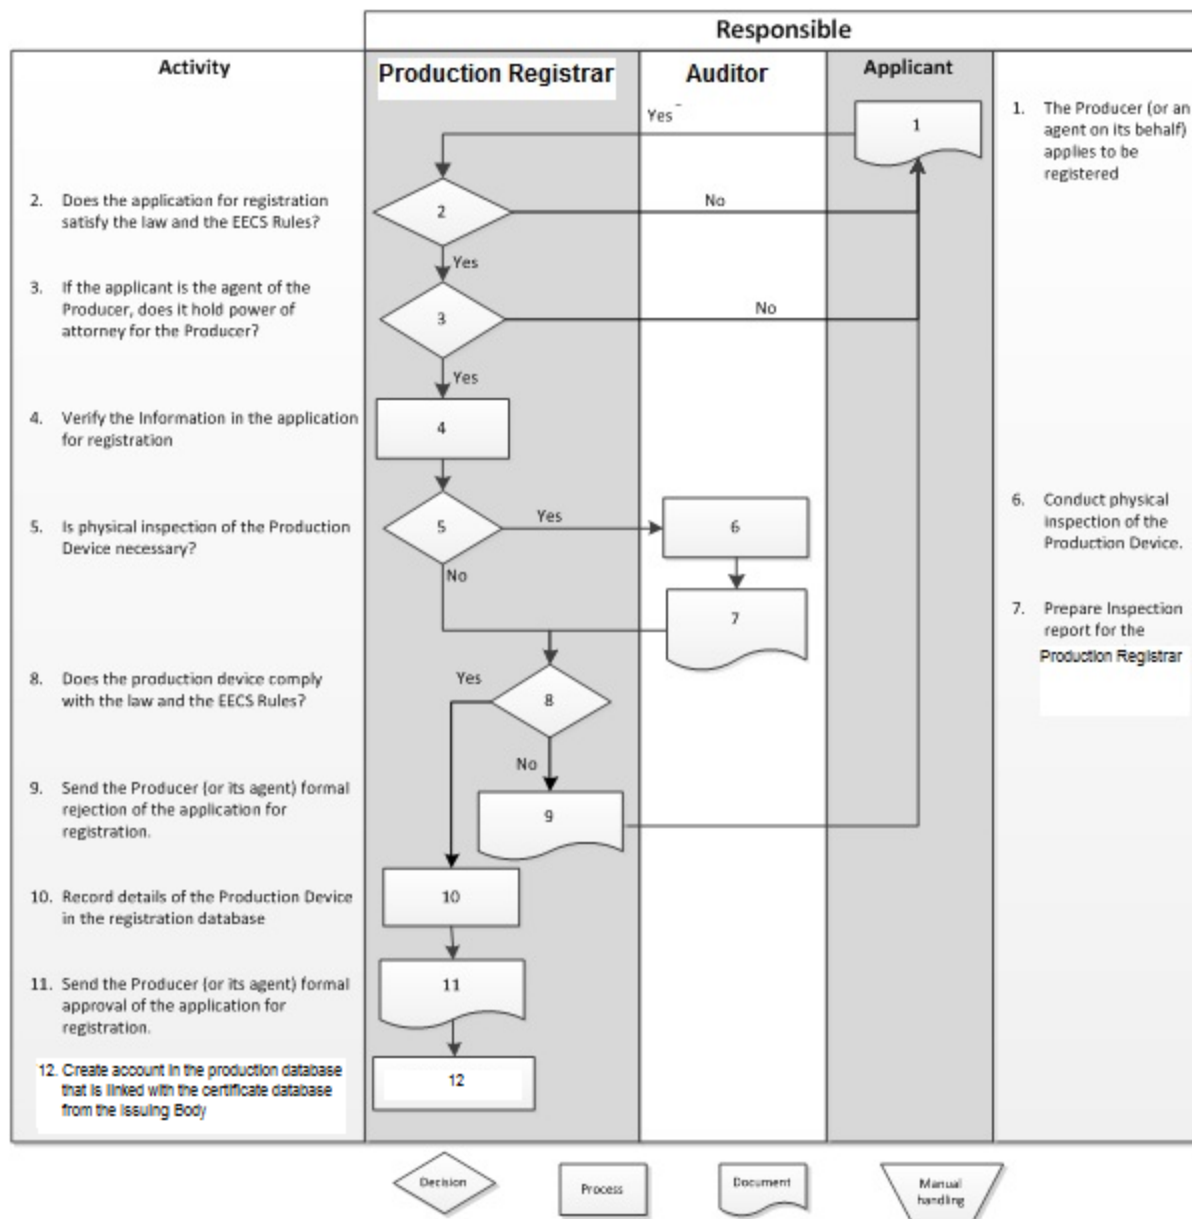 Responsible
Activity
Production Registrar
Auditor
Applicant
Yes
1
1. The Producer (or an
agent on its behalf)
applies to be
registered
2. Does the application for registration
satisfy the law and the EECS Rules?
2
No
Yes
3. If the applicant is the agent of the
Producer, does it hold power of
attorney for the Producer?
3
No
Yes
4. Verify the Information in the application
for registration
4
5. Is physical inspection of the Production
Device necessary?
5
Yes
6
6. Conduct physical
inspection of the
Production Device.
No
7
7. Prepare Inspection
report for the
Production Registrar
8. Does the production device comply
with the law and the EECS Rules?
Yes
8
No
9. Send the Producer (or its agent) formal
rejection of the application for
registration.
9
10. Record details of the Production Device
in the registration database
10
11. Send the Producer (or its agent) formal
approval of the application for
registration.
11
12. Create account in the production database
that is linked with the certificate database
from the Issuing Body
12
Decision
Process
Document
Manual
handling